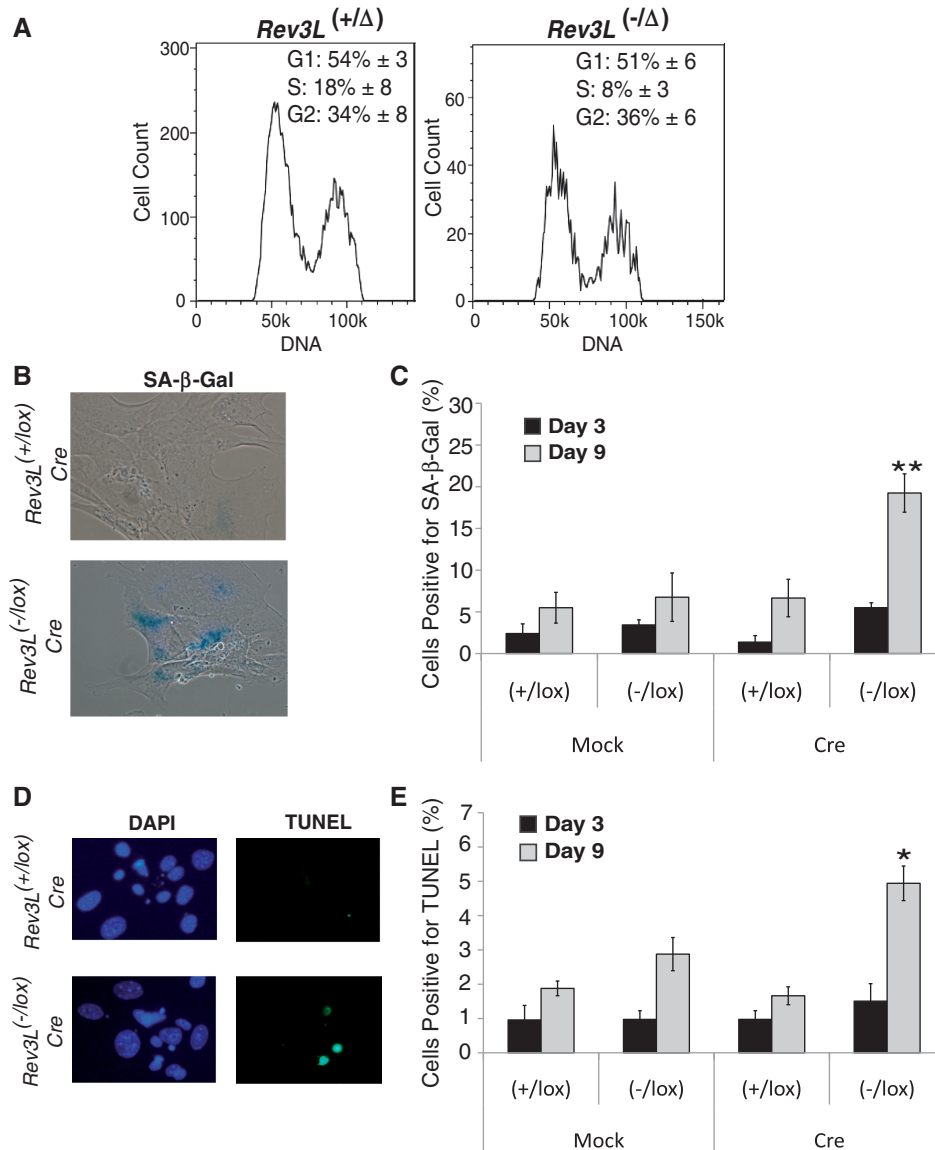 A
Rev3L (+/Δ)
Rev3L (-/Δ)
G1: 54% ± 3
S: 18% ± 8
G2: 34% ± 8
G1: 51% ± 6
S: 8% ± 3
G2: 36% ± 6
Cell Count
300
200
100
0
0 50k 100k
DNA
Cell Count
60
40
20
0
0 50k 100k 150k
DNA
B
SA-β-Gal
Rev3L(+/lox)
Cre
Rev3L(-/lox)
Cre
C
Cells Positive for SA-β-Gal (%)
30
25
20
15
10
5
0
Day 3
Day 9
**
(+/lox) (-/lox) (+/lox) (-/lox)
Mock Cre
D
DAPI TUNEL
Rev3L(+/lox)
Cre
Rev3L(-/lox)
Cre
E
Cells Positive for TUNEL (%)
7
6
5
4
3
2
1
0
Day 3
Day 9
*
(+/lox) (-/lox) (+/lox) (-/lox)
Mock Cre